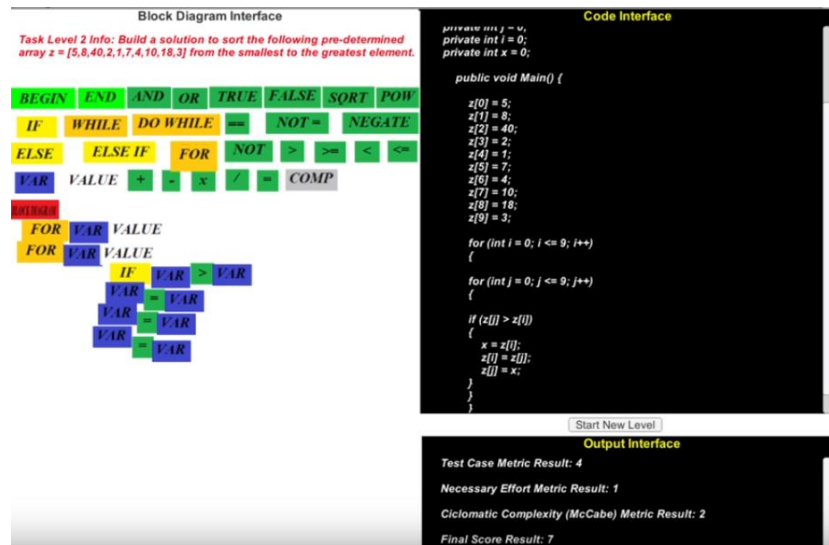 Block Diagram Interface
Task Level 2 Info: Build a solution to sort the following pre-determined
array z = [5,8,40,2,1,7,4,10,18,3] from the smallest to the greatest element.
BEGIN END AND OR TRUE FALSE SQRT POW
IF WHILE DO WHILE == NOT = NEGATE
ELSE ELSE IF FOR NOT > >= < <=
VAR VALUE + - x / = COMP
BLOCK DIAGRAM
FOR VAR VALUE
FOR VAR VALUE
IF VAR > VAR
VAR = VAR
VAR = VAR
VAR = VAR
Code Interface
private int j = 0;
private int i = 0;
private int x = 0;
public void Main() {
z[0] = 5;
z[1] = 8;
z[2] = 40;
z[3] = 2;
z[4] = 1;
z[5] = 7;
z[6] = 4;
z[7] = 10;
z[8] = 18;
z[9] = 3;
for (int i = 0; i <= 9; i++)
{
for (int j = 0; j <= 9; j++)
{
if (z[j] > z[i])
{
x = z[i];
z[i] = z[j];
z[j] = x;
}
}
}
Start New Level
Output Interface
Test Case Metric Result: 4
Necessary Effort Metric Result: 1
Ciclomatic Complexity (McCabe) Metric Result: 2
Final Score Result: 7